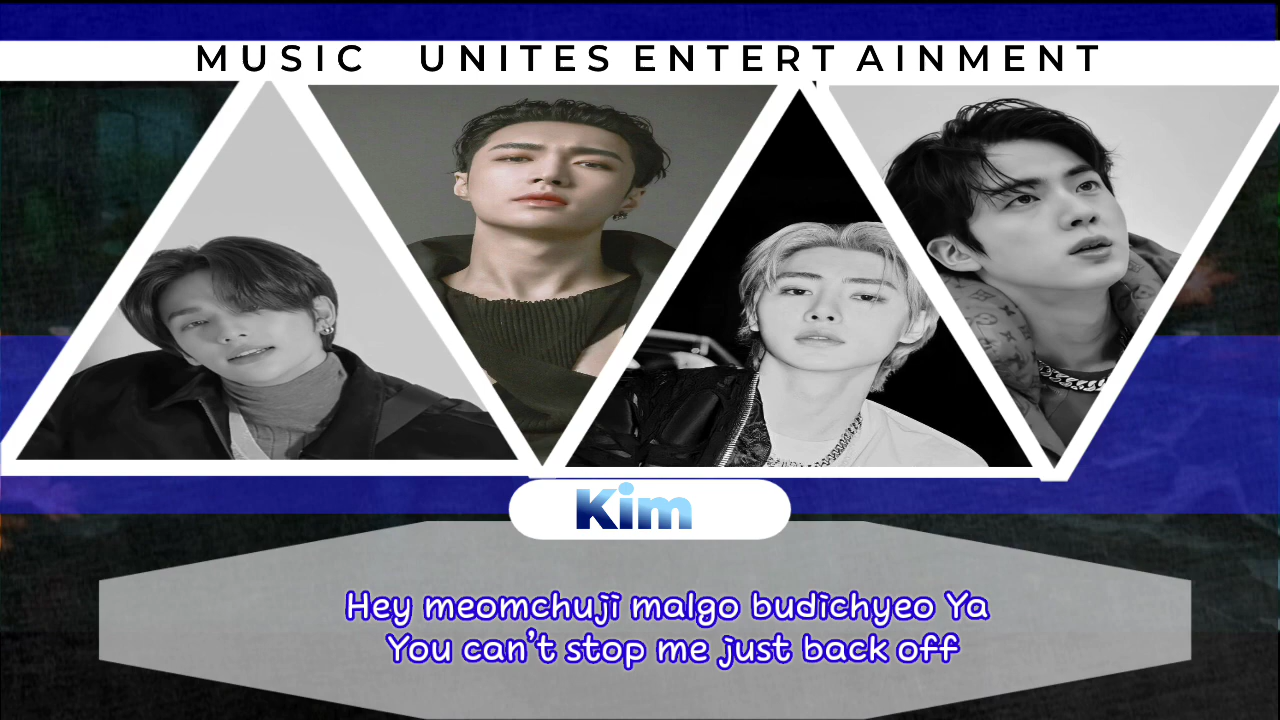 MUSIC UNITES ENTERTAINMENT
Kim
Hey meomchuji malgo budichyeo Ya
You can't stop me just back off